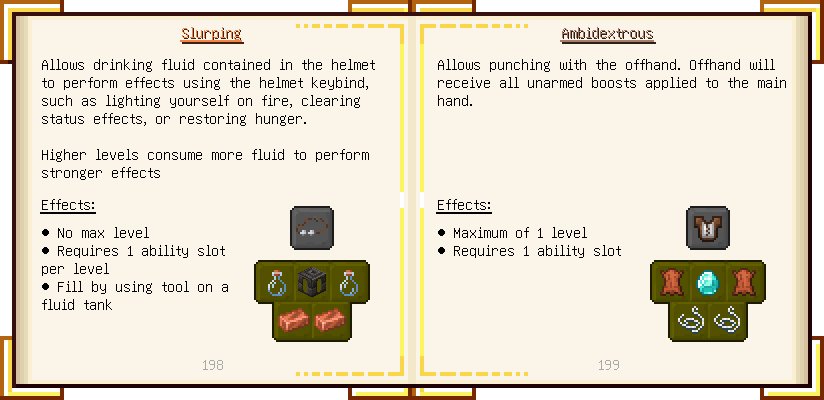 Slurping
Allows drinking fluid contained in the helmet
to perform effects using the helmet keybind,
such as lighting yourself on fire, clearing
status effects, or restoring hunger.
Higher levels consume more fluid to perform
stronger effects
Effects:
• No max level
• Requires 1 ability slot
per level
• Fill by using tool on a
fluid tank
198
Ambidextrous
Allows punching with the offhand. Offhand will
receive all unarmed boosts applied to the main
hand.
Effects:
• Maximum of 1 level
• Requires 1 ability slot
199